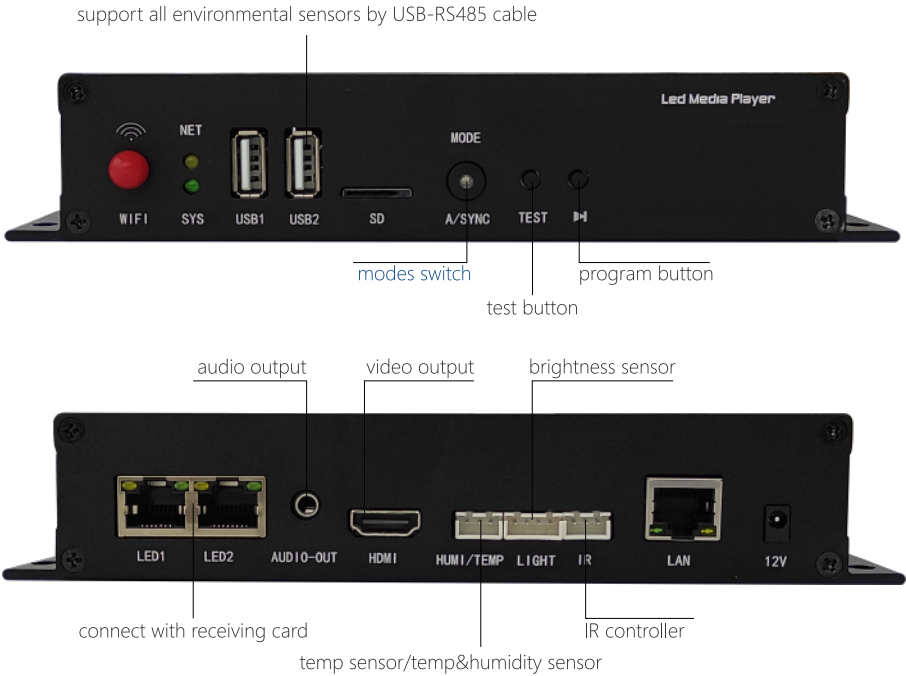 support all environmental sensors by USB-RS485 cable
Led Media Player
NET
MODE
WIFI
SYS
USB1
USB2
SD
A/SYNC
TEST
modes switch
program button
test button
audio output
video output
brightness sensor
LED1
LED2
AUDIO-OUT
HDMI
HUMI/TEMP
LIGHT
IR
LAN
12V
connect with receiving card
IR controller
temp sensor/temp&humidity sensor